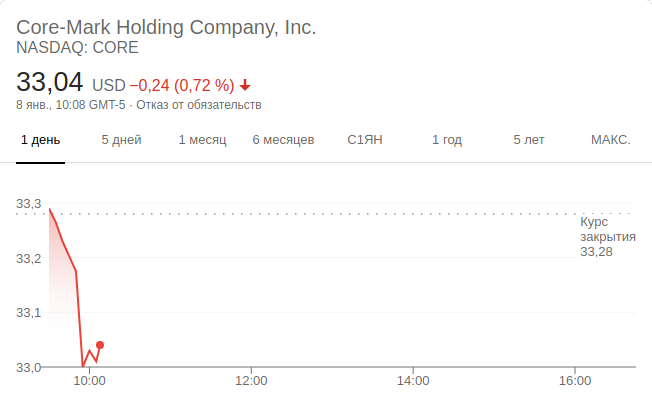 Core-Mark Holding Company, Inc.
NASDAQ: CORE
33,04 USD −0,24 (0,72 %)
8 янв., 10:08 GMT-5 · Отказ от обязательств
1 день 5 дней 1 месяц 6 месяцев С1ЯН 1 год 5 лет МАКС.
33,3
Курс
закрытия
33,28
33,2
33,1
33,0
10:00 12:00 14:00 16:00